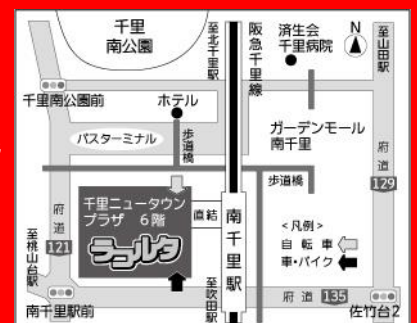 千里
南公園
至北千里駅
阪急千里線
済生会
千里病院
N
至山田駅
千里南公園前
ホテル
バスターミナル
歩道橋
ガーデンモール
南千里
府道
129
歩道橋
千里ニュータウン
プラザ 6階
ラコルタ
直結
南千里駅
<凡例>
自転車
車・バイク
府道
121
至桃山台駅
至吹田駅
府道 135
南千里駅前
佐竹台2